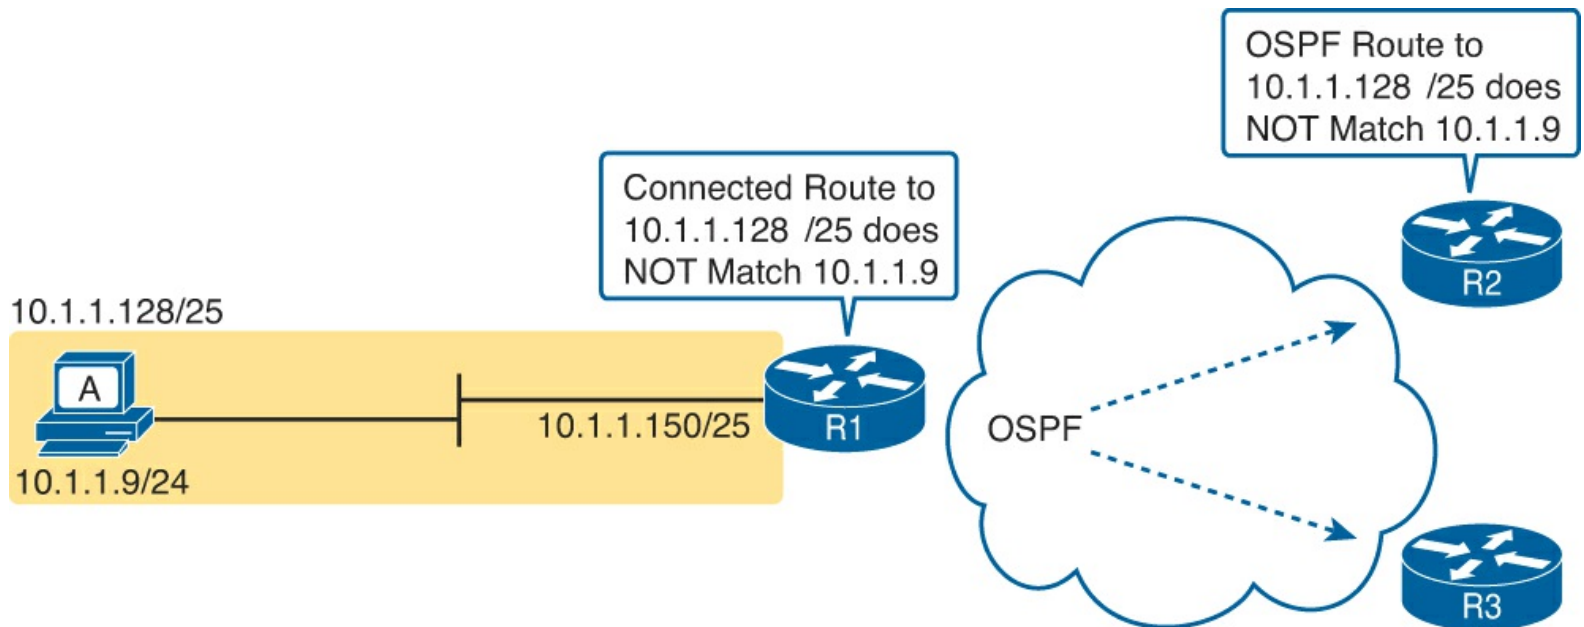 OSPF Route to
10.1.1.128 /25 does
NOT Match 10.1.1.9
Connected Route to
10.1.1.128 /25 does
NOT Match 10.1.1.9
R2
10.1.1.128/25
A
10.1.1.150/25
R1
OSPF
10.1.1.9/24
R3